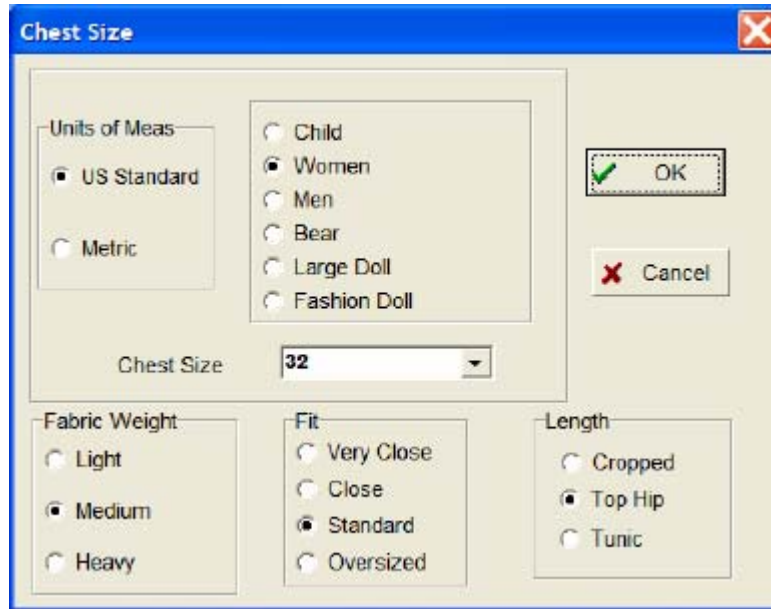 Chest Size
Units of Meas
US Standard
Metric
Child
Women
Men
Bear
Large Doll
Fashion Doll
OK
Cancel
Chest Size
32
Fabric Weight
Light
Medium
Heavy
Fit
Very Close
Close
Standard
Oversized
Length
Cropped
Top Hip
Tunic